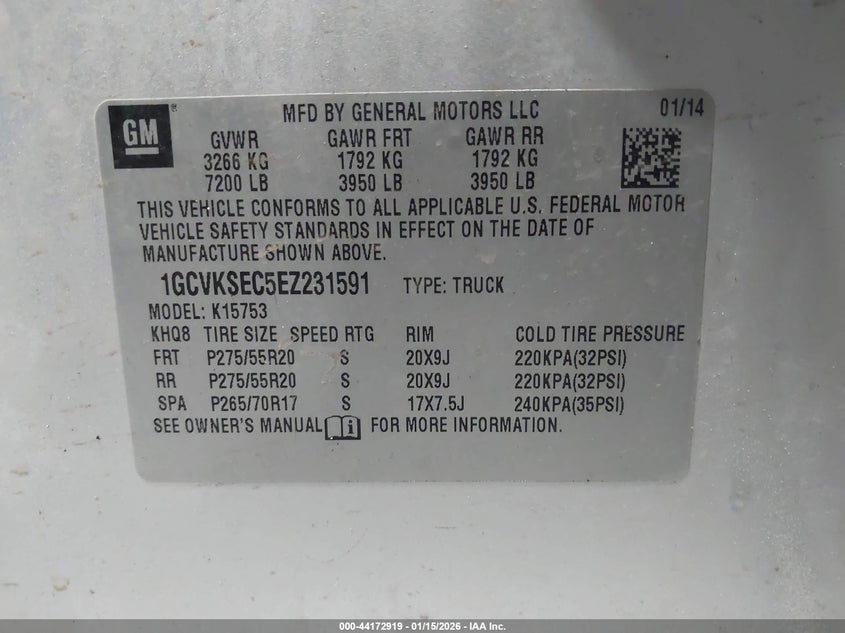 GM ® MFD BY GENERAL MOTORS LLC 01/14
GVWR GAWR FRT GAWR RR
3266 KG 1792 KG 1792 KG
7200 LB 3950 LB 3950 LB
THIS VEHICLE CONFORMS TO ALL APPLICABLE U.S. FEDERAL MOTOR
VEHICLE SAFETY STANDARDS IN EFFECT ON THE DATE OF
MANUFACTURE SHOWN ABOVE.
1GCVKSEC5EZ231591 TYPE: TRUCK
MODEL: K15753
KHQ8 TIRE SIZE SPEED RTG RIM COLD TIRE PRESSURE
FRT P275/55R20 S 20X9J 220KPA(32PSI)
RR P275/55R20 S 20X9J 220KPA(32PSI)
SPA P265/70R17 S 17X7.5J 240KPA(35PSI)
SEE OWNER'S MANUAL i FOR MORE INFORMATION.
000-44172919 - 01/15/2026 - IAA Inc.